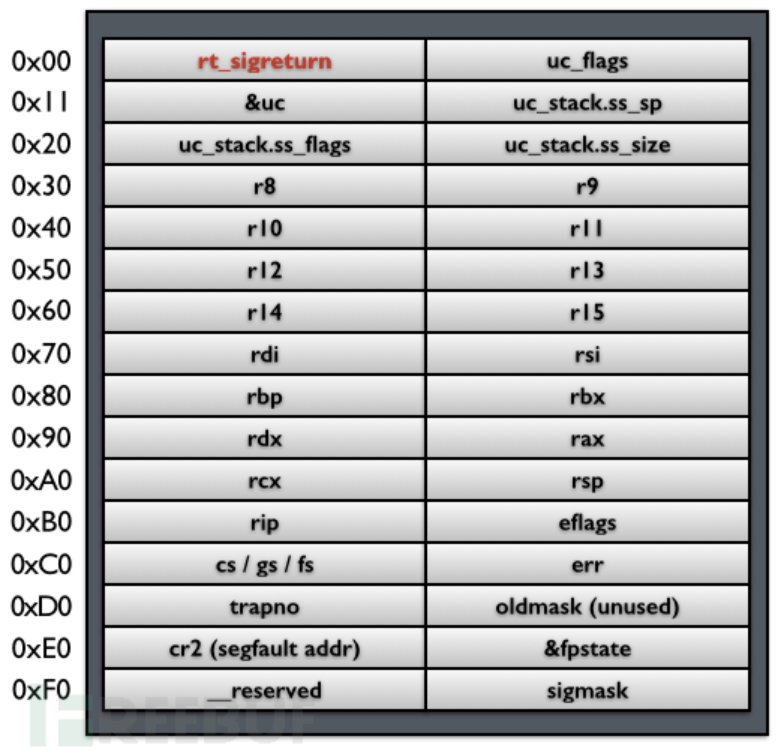 0x00 rt_sigreturn uc_flags
0x11 &uc uc_stack.ss_sp
0x20 uc_stack.ss_flags uc_stack.ss_size
0x30 r8 r9
0x40 r10 r11
0x50 r12 r13
0x60 r14 r15
0x70 rdi rsi
0x80 rbp rbx
0x90 rdx rax
0xA0 rcx rsp
0xB0 rip eflags
0xC0 cs / gs / fs err
0xD0 trapno oldmask (unused)
0xE0 cr2 (segfault addr) &fpstate
0xF0 __reserved sigmask
FREEBUF